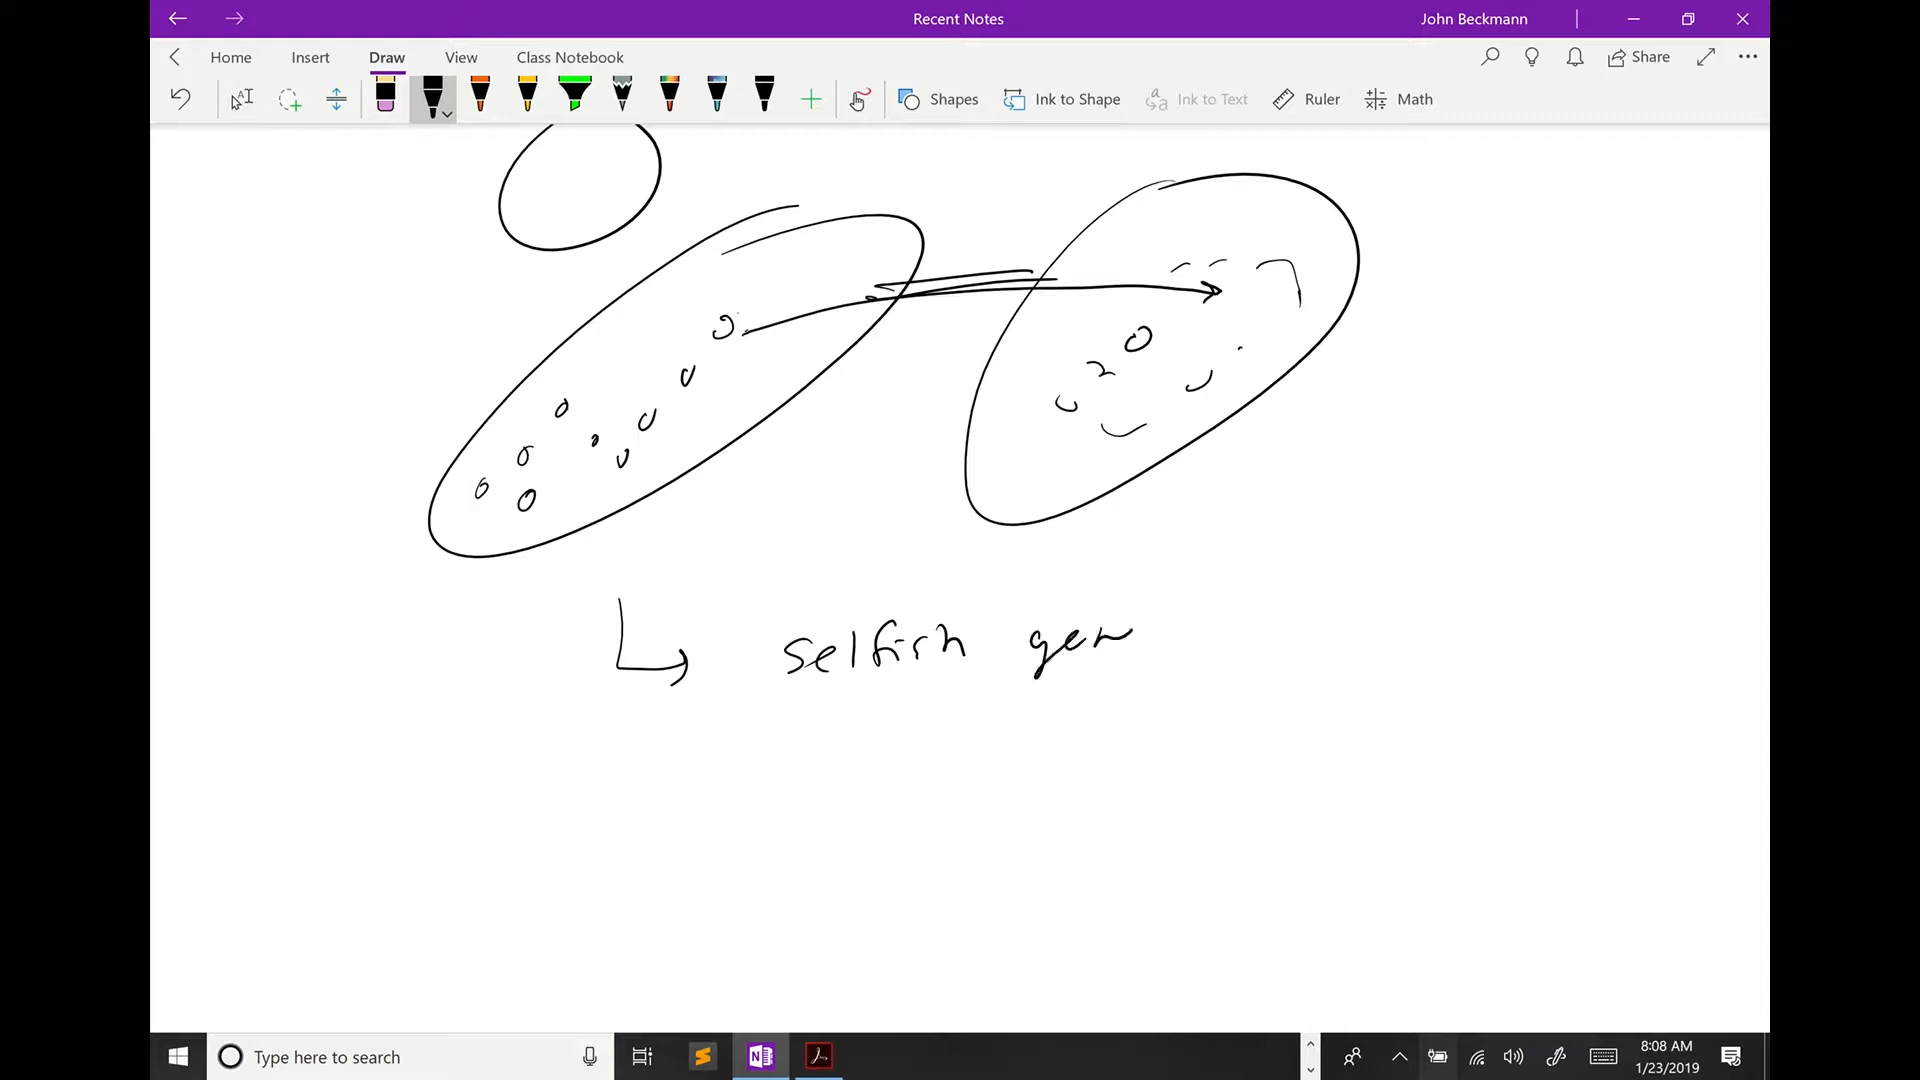 Recent Notes John Beckmann
Home Insert Draw View Class Notebook Share
Shapes Ink to Shape Ink to Text Ruler Math
selfish gen
Type here to search 8:08 AM
1/23/2019